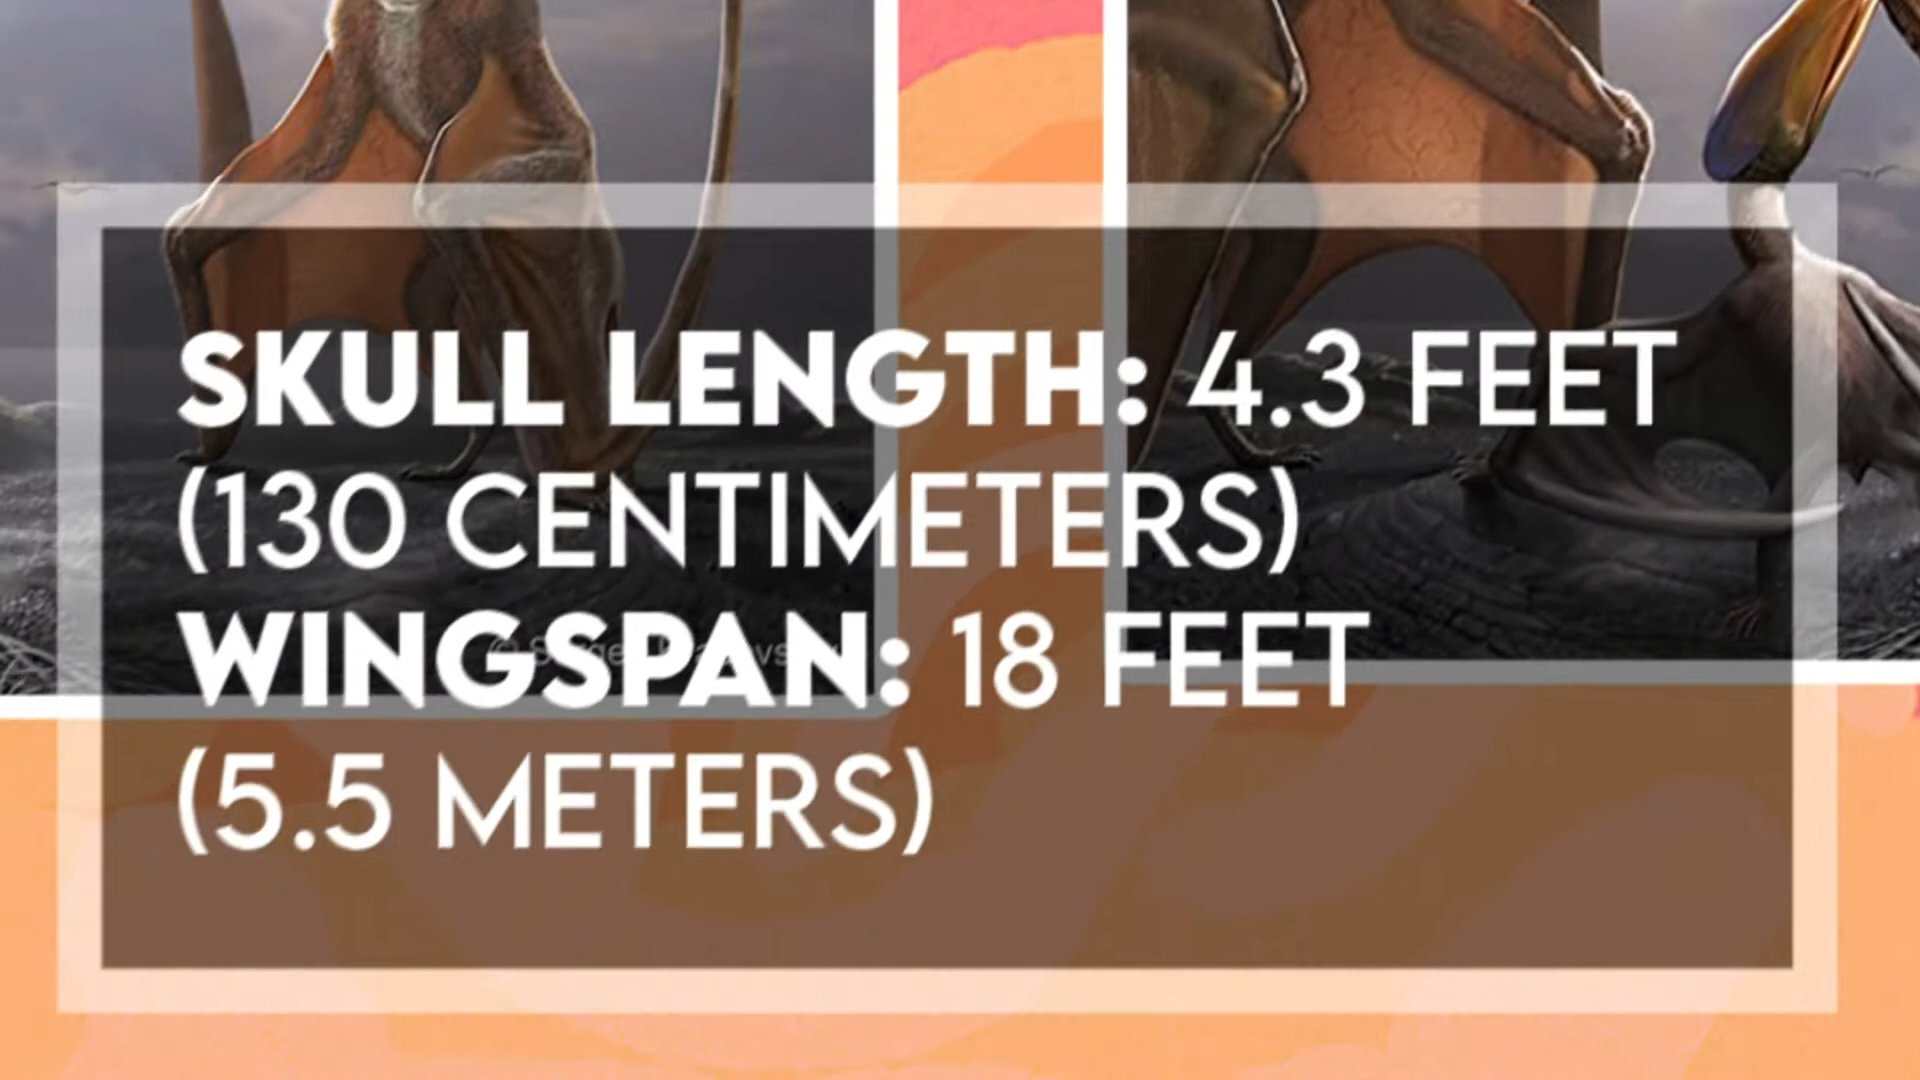 SKULL LENGTH: 4.3 FEET
(130 CENTIMETERS)
WINGSPAN: 18 FEET
(5.5 METERS)